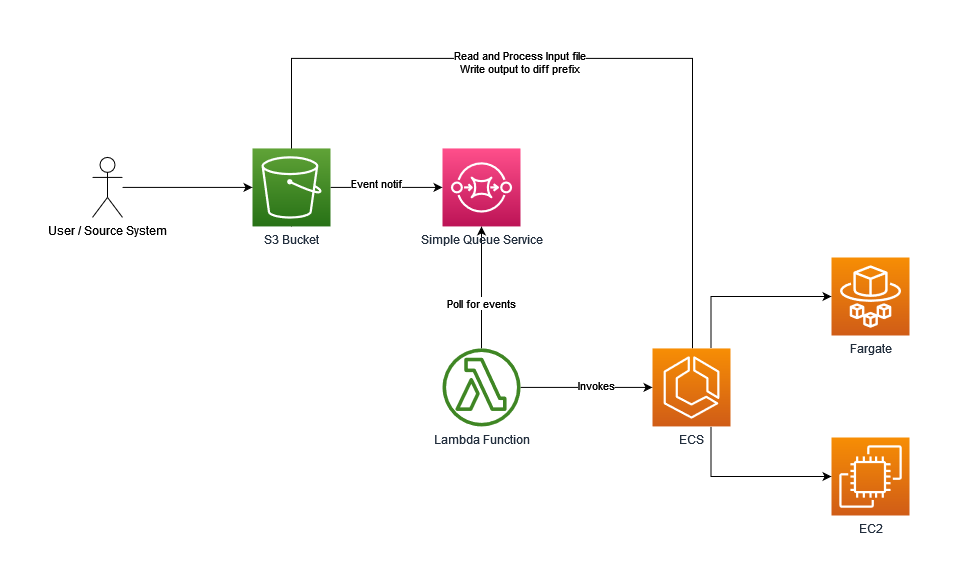 Read and Process Input file
Write output to diff prefix
Event notif
User / Source System
S3 Bucket
Simple Queue Service
Poll for events
Fargate
Invokes
Lambda Function
ECS
EC2